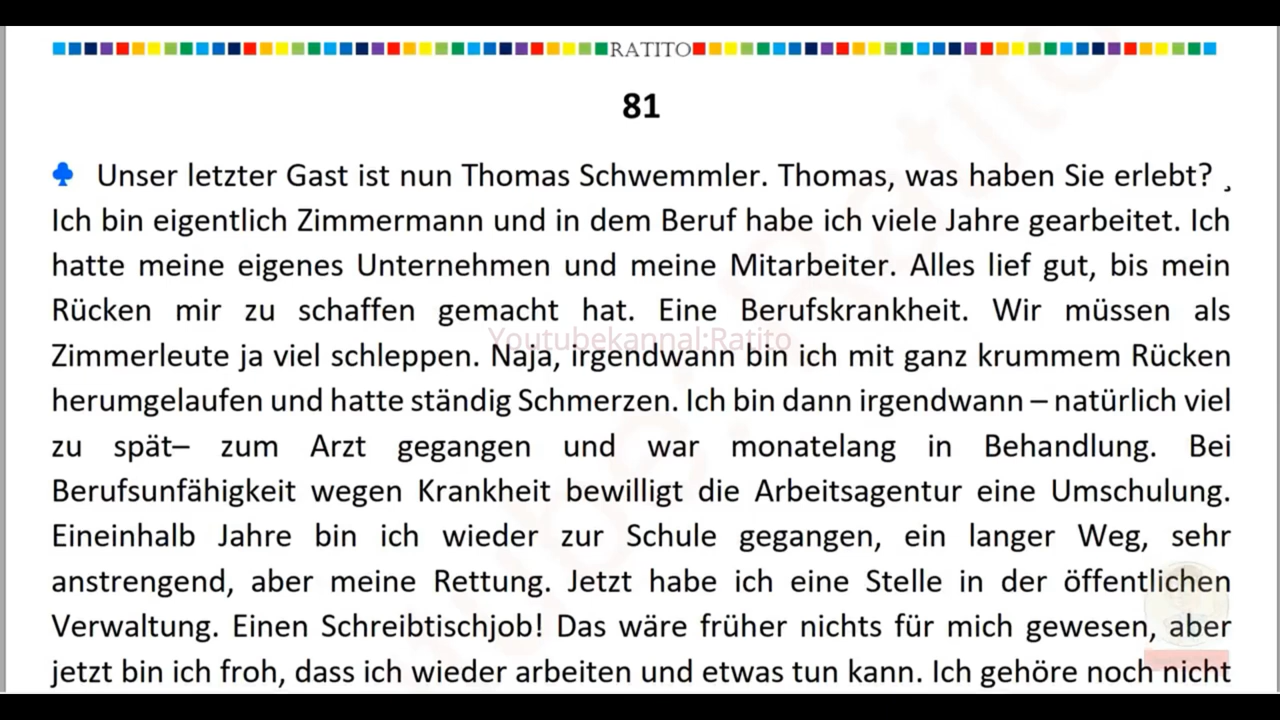 RATITO
81
♣ Unser letzter Gast ist nun Thomas Schwemmler. Thomas, was haben Sie erlebt? ¸
Ich bin eigentlich Zimmermann und in dem Beruf habe ich viele Jahre gearbeitet. Ich
hatte meine eigenes Unternehmen und meine Mitarbeiter. Alles lief gut, bis mein
Rücken mir zu schaffen gemacht hat. Eine Berufskrankheit. Wir müssen als
Youtubekannal:Ratito
Zimmerleute ja viel schleppen. Naja, irgendwann bin ich mit ganz krummem Rücken
herumgelaufen und hatte ständig Schmerzen. Ich bin dann irgendwann – natürlich viel
zu spät– zum Arzt gegangen und war monatelang in Behandlung. Bei
Berufsunfähigkeit wegen Krankheit bewilligt die Arbeitsagentur eine Umschulung.
Eineinhalb Jahre bin ich wieder zur Schule gegangen, ein langer Weg, sehr
anstrengend, aber meine Rettung. Jetzt habe ich eine Stelle in der öffentlichen
Verwaltung. Einen Schreibtischjob! Das wäre früher nichts für mich gewesen, aber
jetzt bin ich froh, dass ich wieder arbeiten und etwas tun kann. Ich gehöre noch nicht